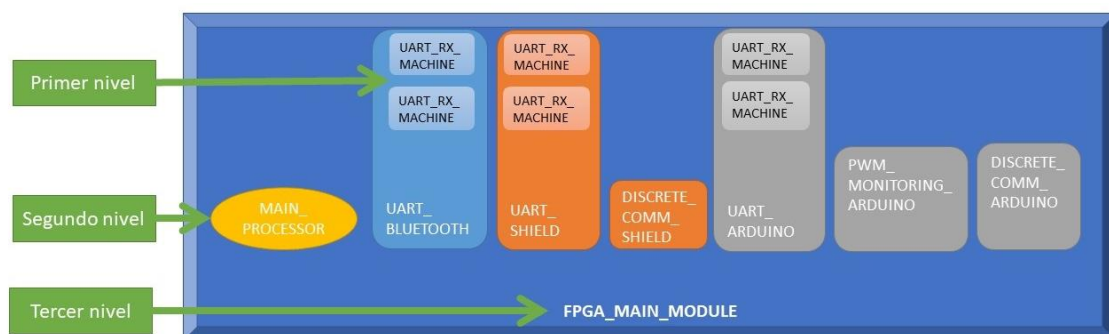 Primer nivel
UART_RX_
MACHINE
UART_RX_
MACHINE
UART_RX_
MACHINE
UART_RX_
MACHINE
UART_RX_
MACHINE
UART_RX_
MACHINE
Segundo nivel
MAIN_
PROCESSOR
UART_
BLUETOOTH
UART_
SHIELD
DISCRETE_
COMM_
SHIELD
UART_
ARDUINO
PWM_
MONITORING_
ARDUINO
DISCRETE_
COMM_
ARDUINO
Tercer nivel
FPGA_MAIN_MODULE